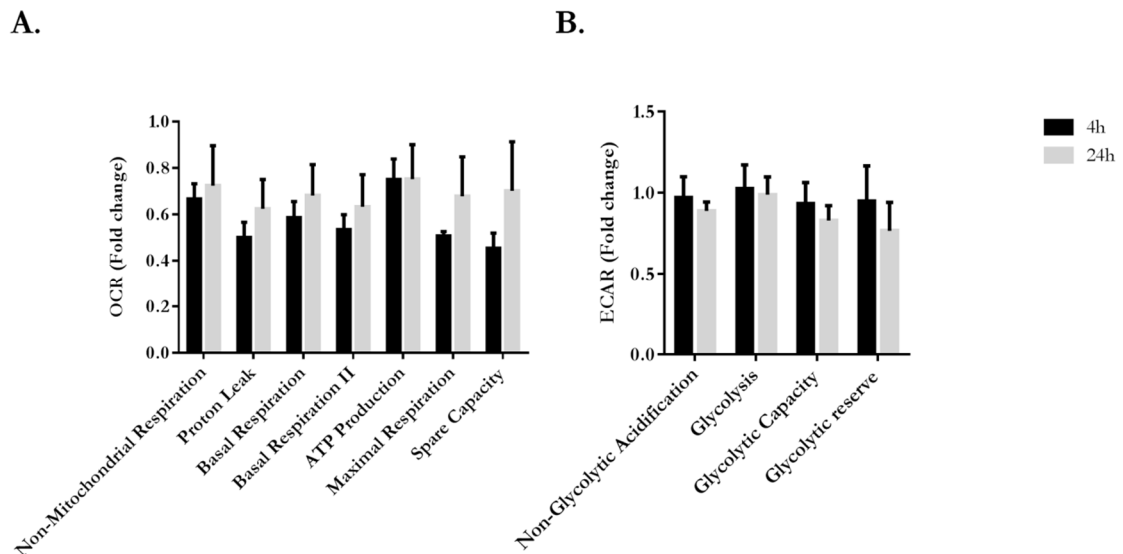 A.
B.
OCR (Fold change)
1.0
0.8
0.6
0.4
0.2
0.0
Non-Mitochondrial Respiration
Proton Leak
Basal Respiration
Basal Respiration II
ATP Production
Maximal Respiration
Spare Capacity
ECAR (Fold change)
1.5
1.0
0.5
0.0
Non-Glycolytic Acidification
Glycolysis
Glycolytic Capacity
Glycolytic reserve
4h
24h